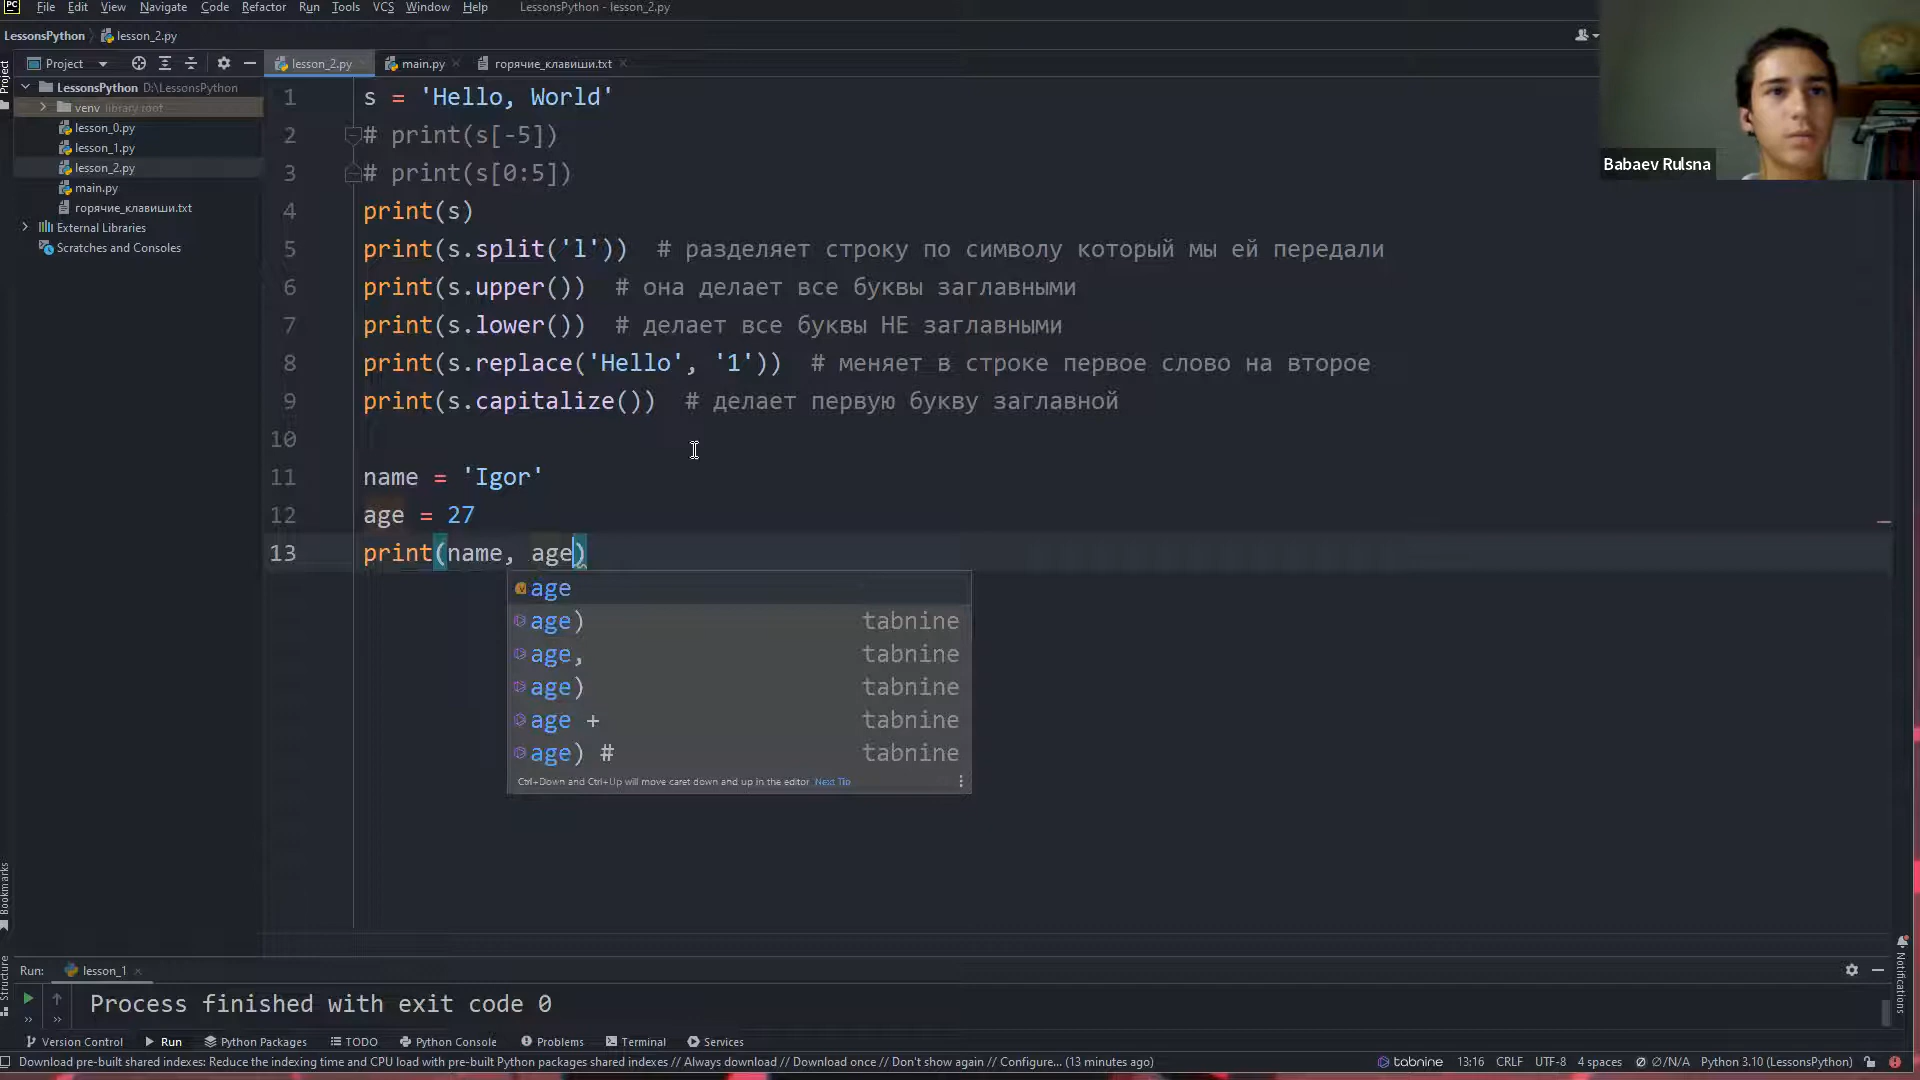 PC File Edit View Navigate Code Refactor Run Tools VCS Window Help LessonsPython - lesson_2.py
LessonsPython lesson_2.py
Project lesson_2.py main.py горячие_клавиши.txt
Project
LessonsPython D:\LessonsPython
venv library root
lesson_0.py
lesson_1.py
lesson_2.py
main.py
горячие_клавиши.txt
External Libraries
Scratches and Consoles
1 s = 'Hello, World'
2 # print(s[-5])
3 # print(s[0:5])
4 print(s)
5 print(s.split('l')) # разделяет строку по символу который мы ей передали
6 print(s.upper()) # она делает все буквы заглавными
7 print(s.lower()) # делает все буквы НЕ заглавными
8 print(s.replace('Hello', '1')) # меняет в строке первое слово на второе
9 print(s.capitalize()) # делает первую букву заглавной
10
11 name = 'Igor'
12 age = 27
13 print(name, age)
age
age) tabnine
age, tabnine
age) tabnine
age + tabnine
age) # tabnine
Ctrl+Down and Ctrl+Up will move caret down and up in the editor Next Tip
Babaev Rulsna
Bookmarks
Structure
Notifications
Run: lesson_1
Process finished with exit code 0
Version Control Run Python Packages TODO Python Console Problems Terminal Services
Download pre-built shared indexes: Reduce the indexing time and CPU load with pre-built Python packages shared indexes // Always download // Download once // Don't show again // Configure... (13 minutes ago) tabnine 13:16 CRLF UTF-8 4 spaces ∅/N/A Python 3.10 (LessonsPython)